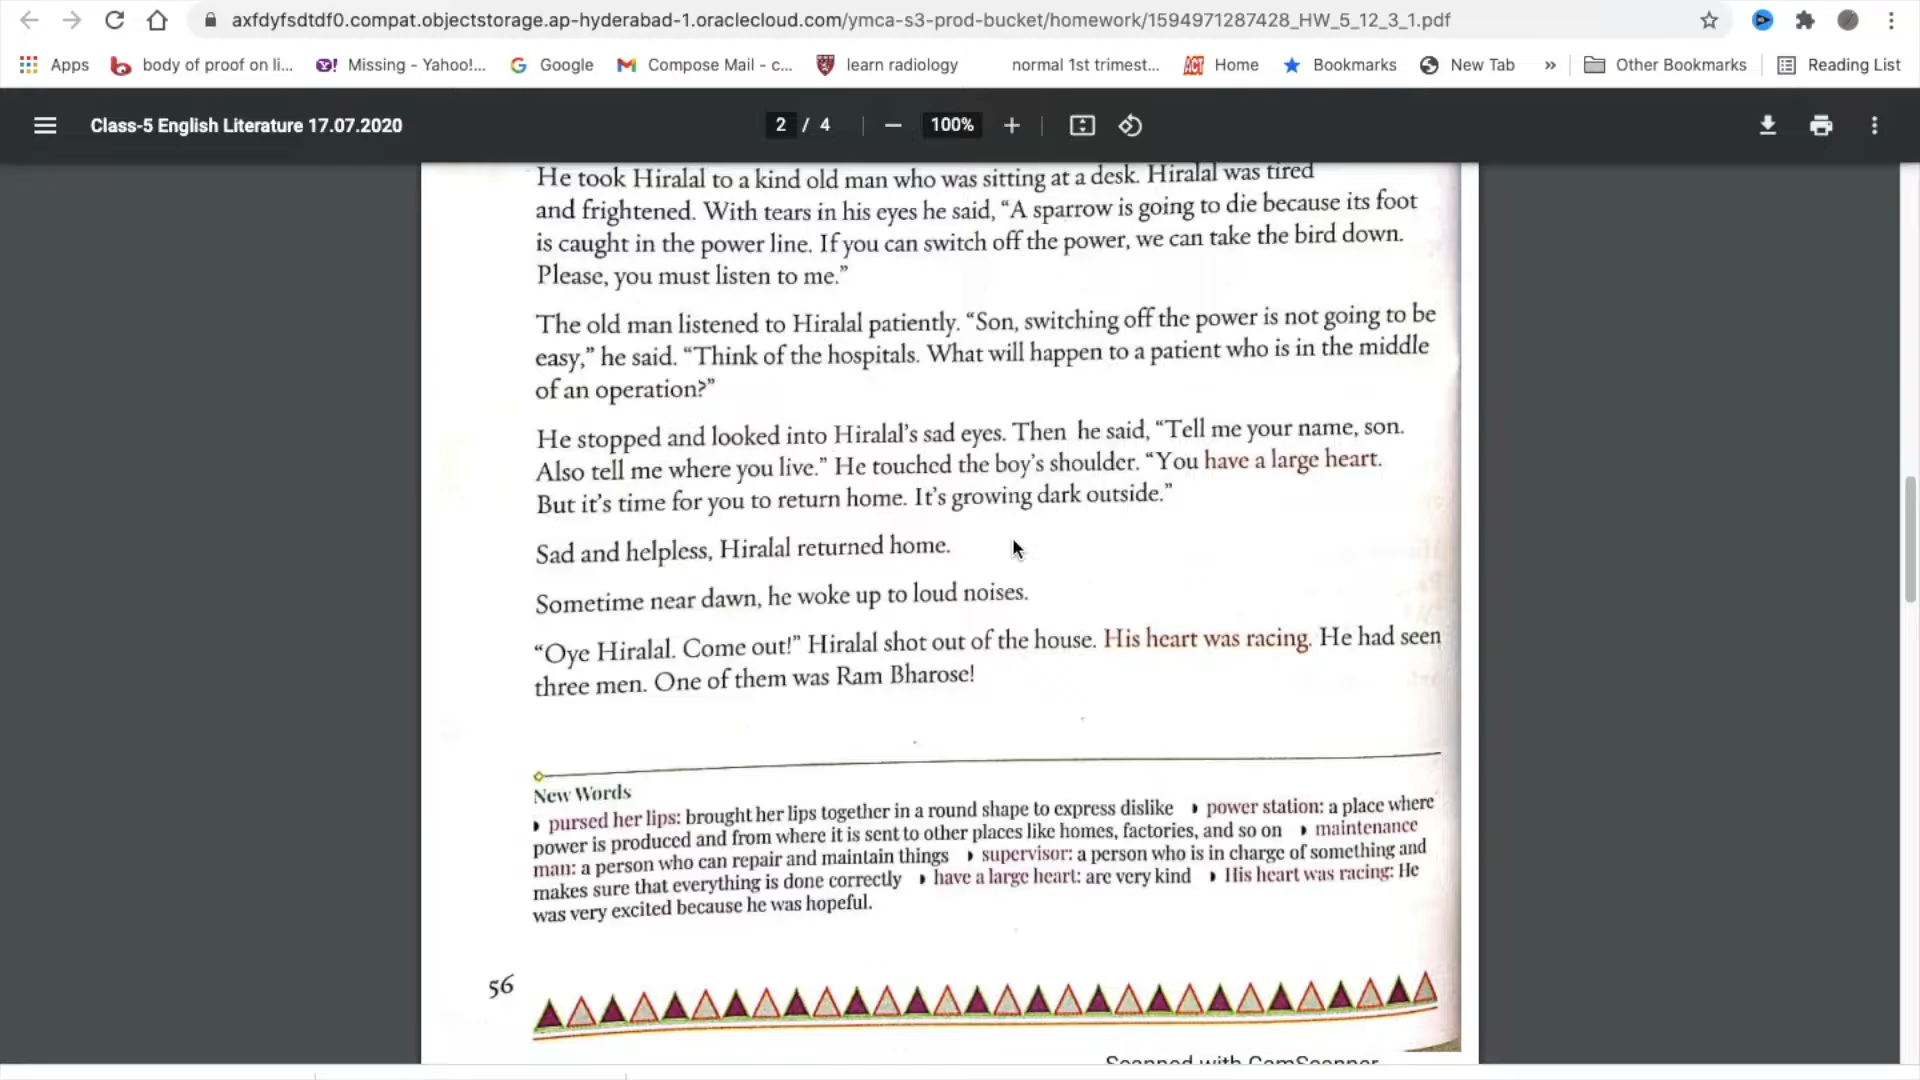 axfdyfsdtdf0.compat.objectstorage.ap-hyderabad-1.oraclecloud.com/ymca-s3-prod-bucket/homework/1594971287428_HW_5_12_3_1.pdf
Apps body of proof on li... Missing - Yahoo!... Google Compose Mail - c... learn radiology normal 1st trimest... ACT Home Bookmarks New Tab » Other Bookmarks Reading List
Class-5 English Literature 17.07.2020 2 / 4 — 100% +
He took Hiralal to a kind old man who was sitting at a desk. Hiralal was tired
and frightened. With tears in his eyes he said, “A sparrow is going to die because its foot
is caught in the power line. If you can switch off the power, we can take the bird down.
Please, you must listen to me.”
The old man listened to Hiralal patiently. “Son, switching off the power is not going to be
easy,” he said. “Think of the hospitals. What will happen to a patient who is in the middle
of an operation?”
He stopped and looked into Hiralal’s sad eyes. Then he said, “Tell me your name, son.
Also tell me where you live.” He touched the boy’s shoulder. “You have a large heart.
But it’s time for you to return home. It’s growing dark outside.”
Sad and helpless, Hiralal returned home.
Sometime near dawn, he woke up to loud noises.
“Oye Hiralal. Come out!” Hiralal shot out of the house. His heart was racing. He had seen
three men. One of them was Ram Bharose!
New Words
pursed her lips: brought her lips together in a round shape to express dislike power station: a place where
power is produced and from where it is sent to other places like homes, factories, and so on maintenance
man: a person who can repair and maintain things supervisor: a person who is in charge of something and
makes sure that everything is done correctly have a large heart: are very kind His heart was racing: He
was very excited because he was hopeful.
56
Scanned with CamScanner